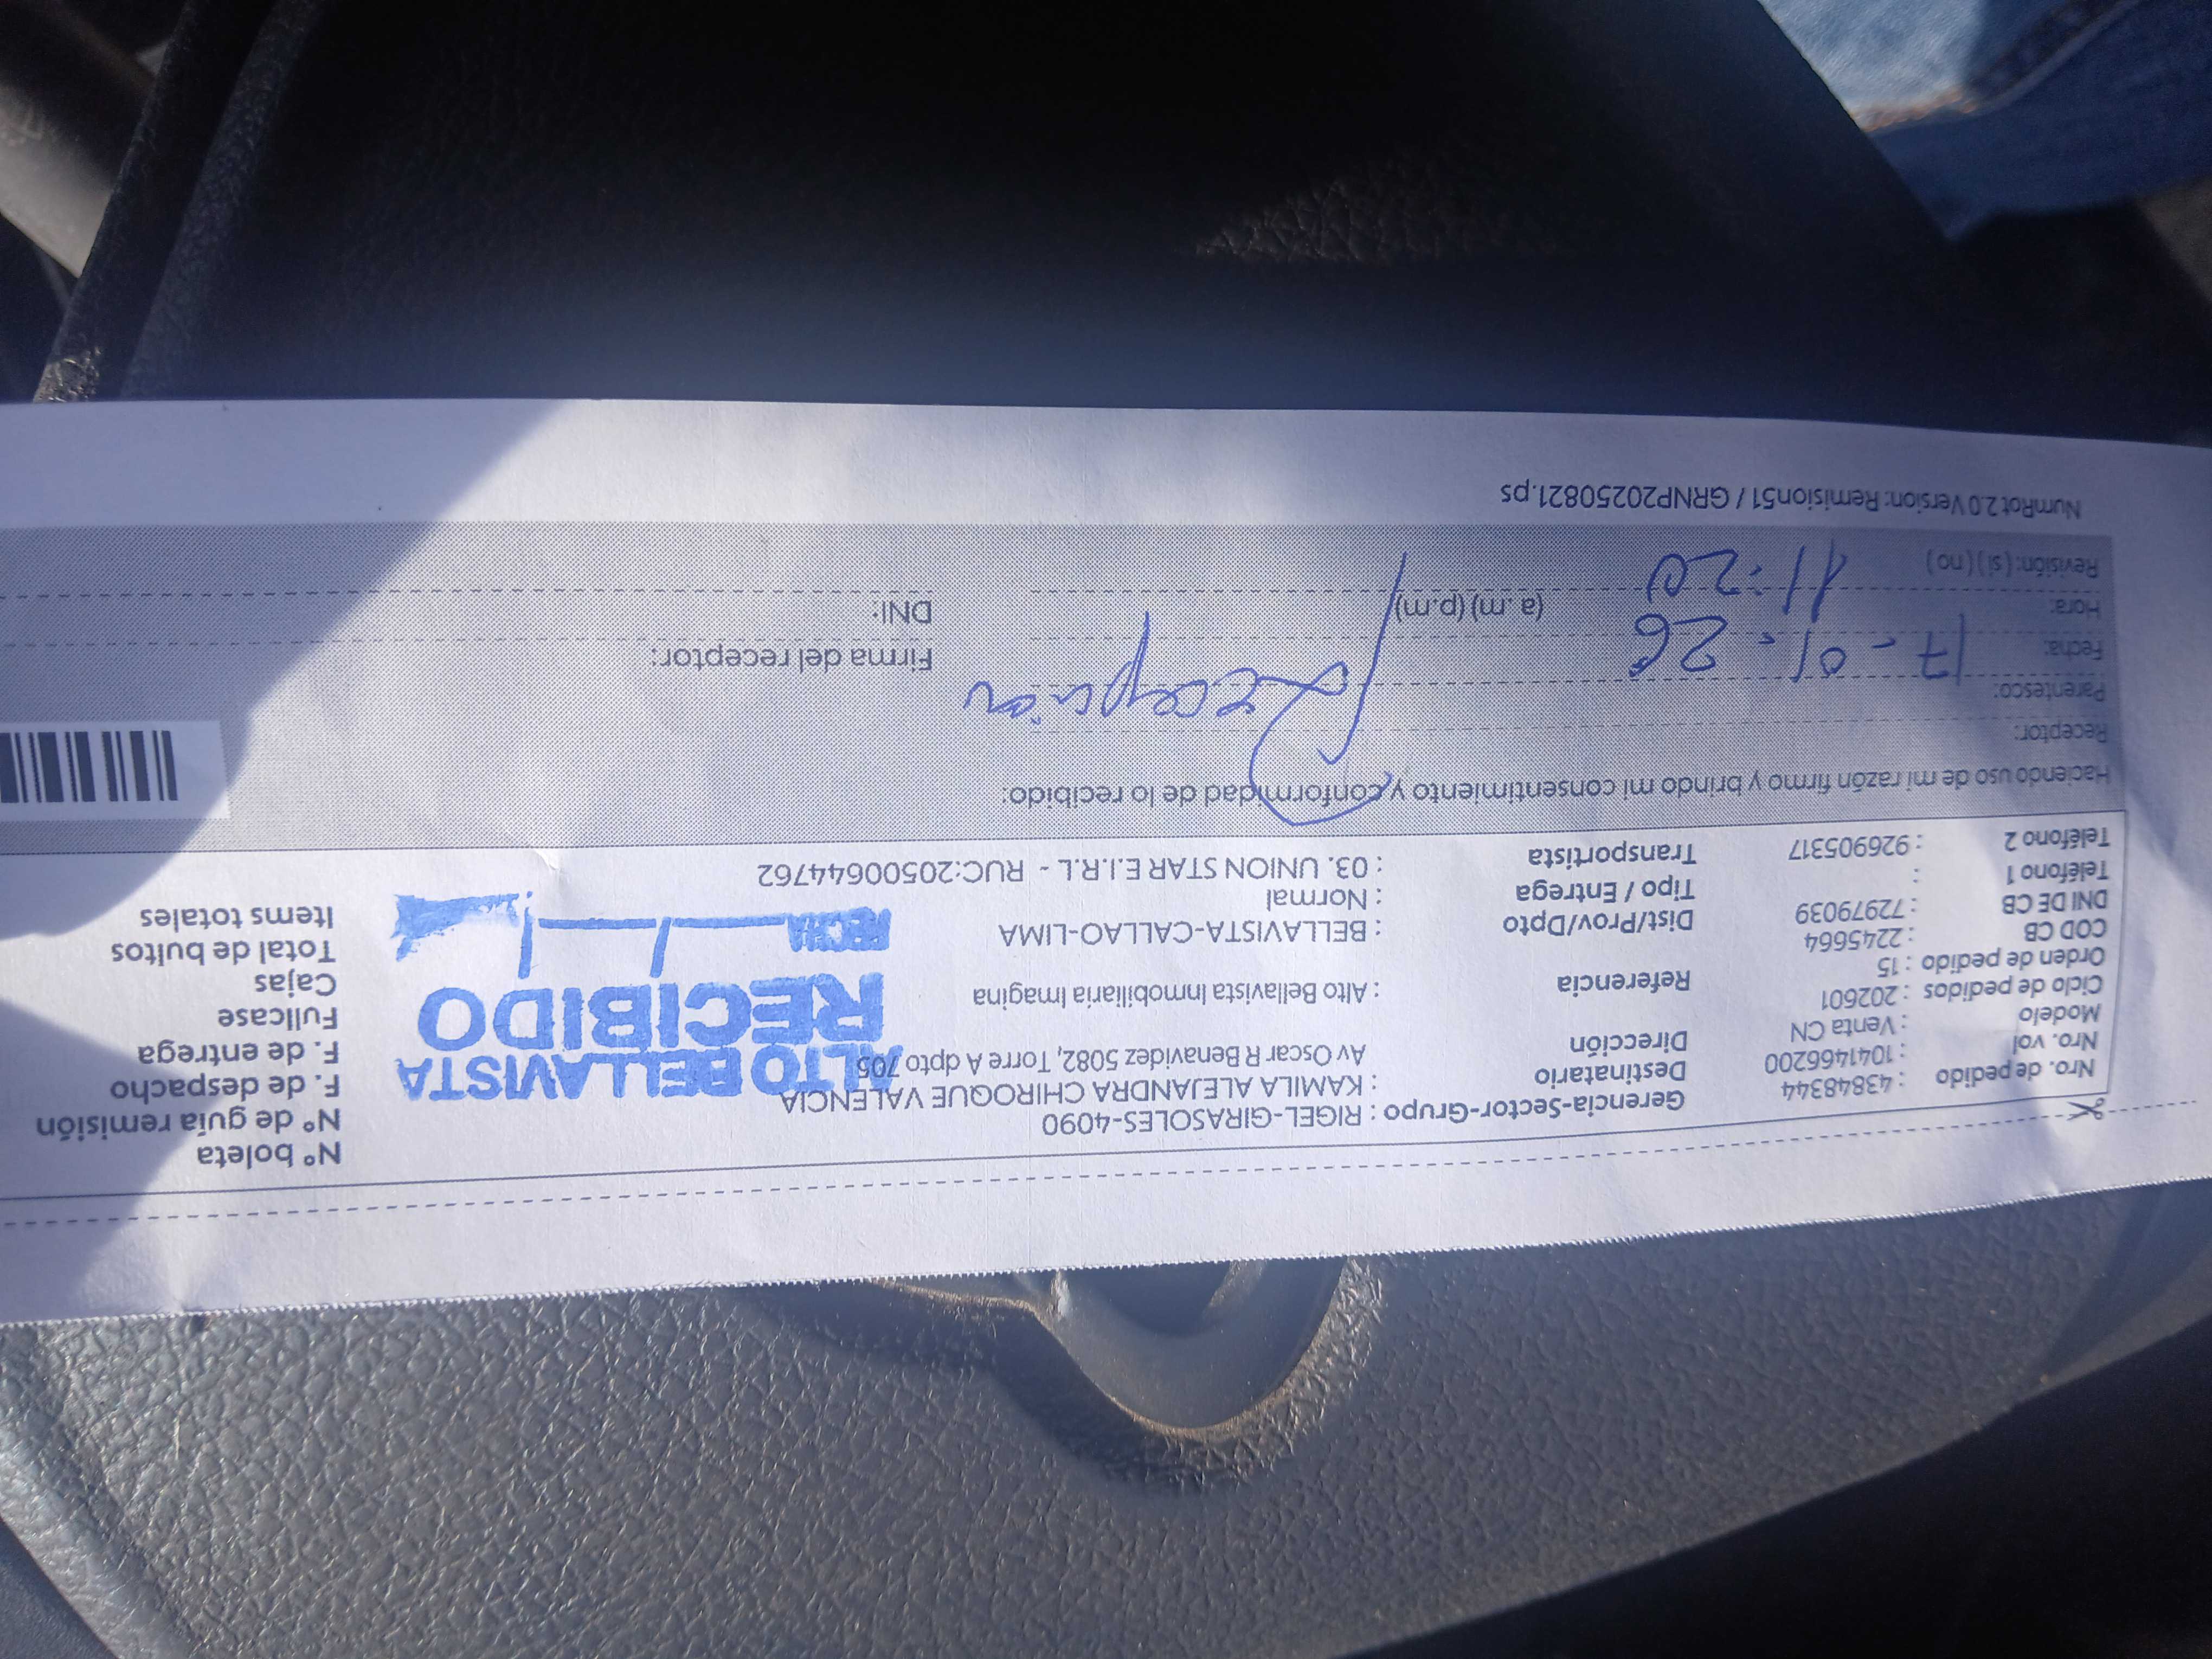 Nro. de pedido : 43848344
Nro. vol : 1041466200
Modelo : Venta CN
Ciclo de pedidos : 202601
Orden de pedido : 15
COD CB : 2245664
DNI DE CB : 72979039
Teléfono 1 :
Teléfono 2 : 926905317
Gerencia-Sector-Grupo : RIGEL-GIRASOLES-4090
Destinatario : KAMILA ALEJANDRA CHIROQUE VALENCIA
Dirección Av Oscar R Benavidez 5082, Torre A dpto 705
Referencia : Alto Bellavista Inmobiliaria Imagina
Dist/Prov/Dpto : BELLAVISTA-CALLAO-LIMA
Tipo / Entrega : Normal
Transportista : 03. UNION STAR E.I.R.L - RUC:20500644762
ALTO BELLAVISTA
RECIBIDO
FECHA
N° boleta
N° de guía remisión
F. de despacho
F. de entrega
Fullcase
Cajas
Total de bultos
Items totales
Haciendo uso de mi razón firmo y brindo mi consentimiento y conformidad de lo recibido:
Receptor:
Parentesco:
Recepcion
Fecha: 17-01-26
Hora: 11:20 (a.m) (p.m)
Revisión: (si) (no)
Firma del receptor:
DNI:
NumRot 2.0 Version: Remision51 / GRNP20250821.ps